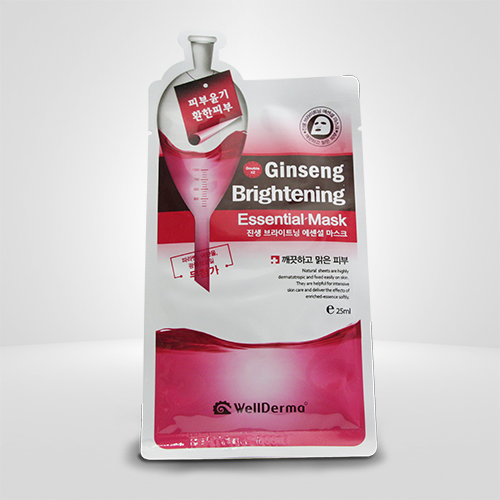 피부윤기
환한피부
Ginseng
Brightening
Essential·Mask
진생 브라이트닝 에센셜 마스크
깨끗하고 맑은 피부
Natural sheets are highly
dermatotropic and fixed easily on skin.
They are helpful for intensive
skin care and deliver the effects of
enriched-essence softly.
e 25ml
무첨가
WellDerma